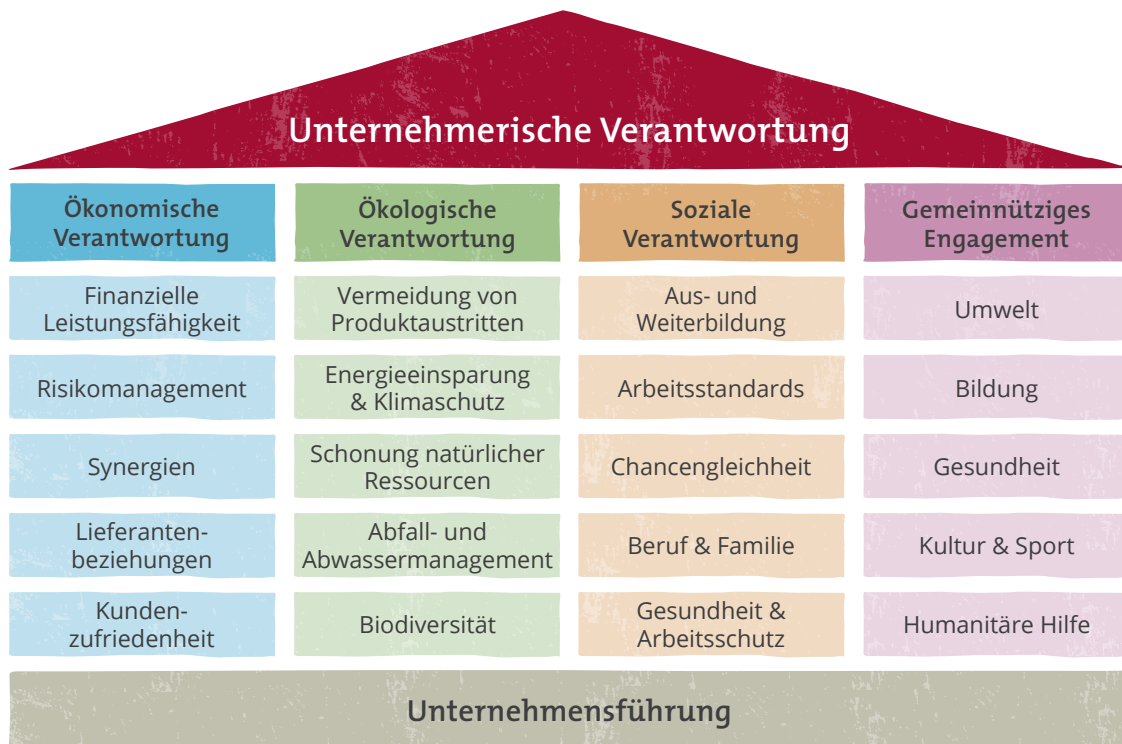 Unternehmerische Verantwortung
Ökonomische
Verantwortung
Finanzielle
Leistungsfähigkeit
Risikomanagement
Synergien
Lieferanten-
beziehungen
Kunden-
zufriedenheit
Ökologische
Verantwortung
Vermeidung von
Produktaustritten
Energieeinsparung
& Klimaschutz
Schonung natürlicher
Ressourcen
Abfall- und
Abwassermanagement
Biodiversität
Soziale
Verantwortung
Aus- und
Weiterbildung
Arbeitsstandards
Chancengleichheit
Beruf & Familie
Gesundheit &
Arbeitsschutz
Gemeinnütziges
Engagement
Umwelt
Bildung
Gesundheit
Kultur & Sport
Humanitäre Hilfe
Unternehmensführung